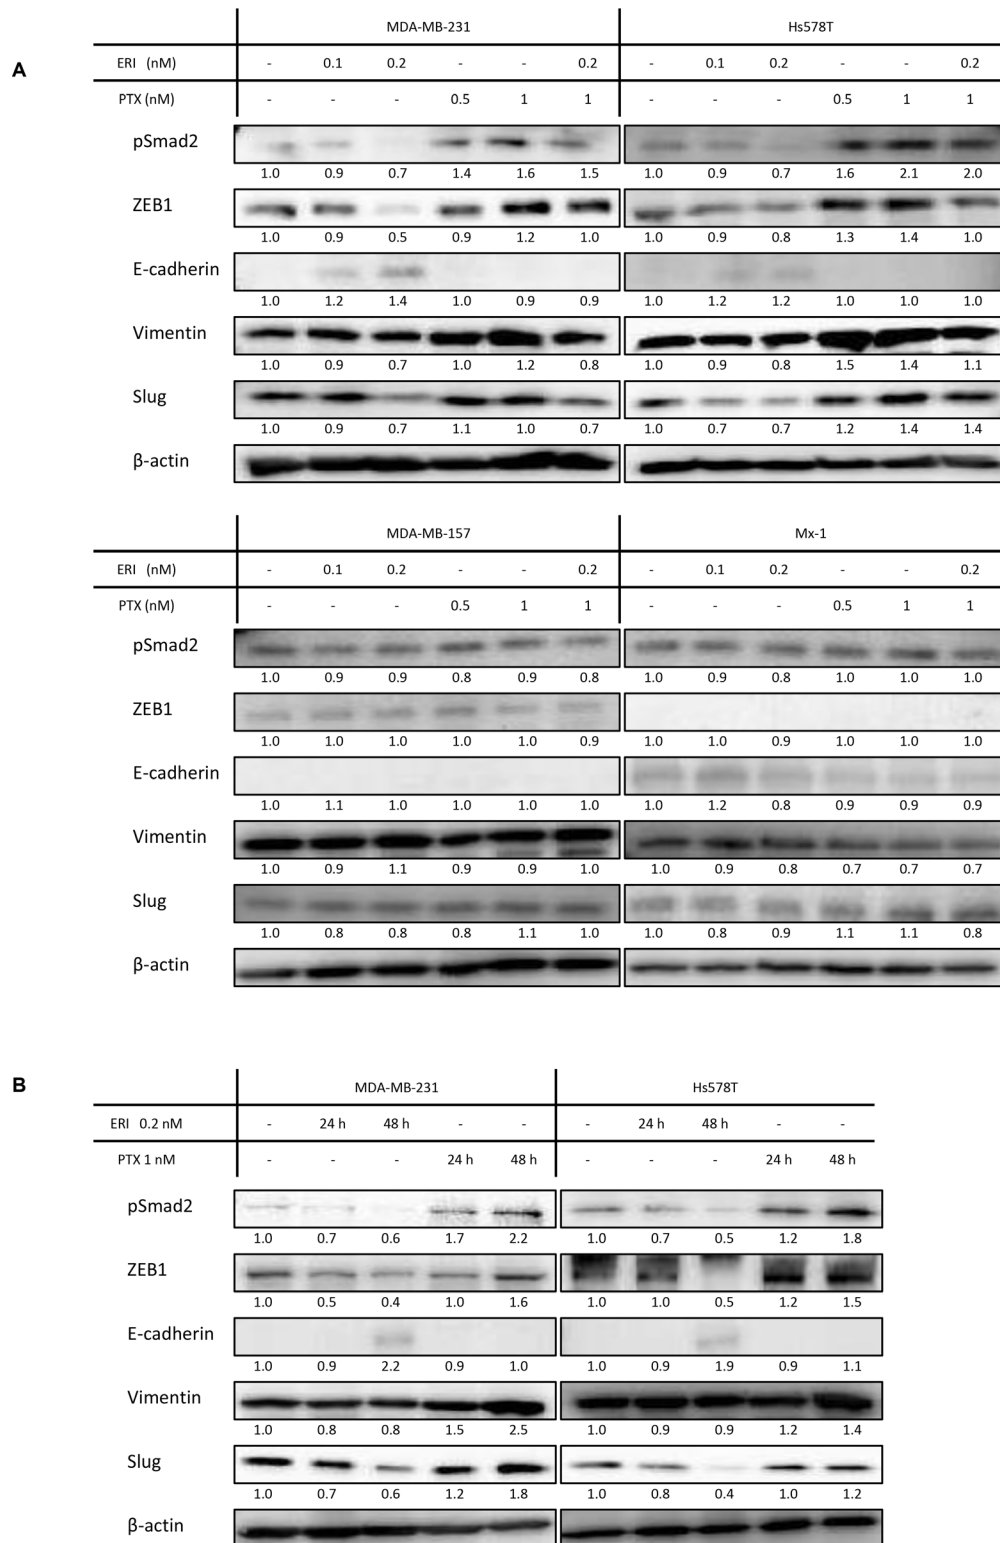 MDA-MB-231 Hs578T
A
ERI (nM) - 0.1 0.2 - - 0.2 - 0.1 0.2 - - 0.2
PTX (nM) - - - 0.5 1 1 - - - 0.5 1 1
pSmad2
1.0 0.9 0.7 1.4 1.6 1.5 1.0 0.9 0.7 1.6 2.1 2.0
ZEB1
1.0 0.9 0.5 0.9 1.2 1.0 1.0 0.9 0.8 1.3 1.4 1.0
E-cadherin
1.0 1.2 1.4 1.0 0.9 0.9 1.0 1.2 1.2 1.0 1.0 1.0
Vimentin
1.0 0.9 0.7 1.0 1.2 0.8 1.0 0.9 0.8 1.5 1.4 1.1
Slug
1.0 0.9 0.7 1.1 1.0 0.7 1.0 0.7 0.7 1.2 1.4 1.4
β-actin
MDA-MB-157 Mx-1
ERI (nM) - 0.1 0.2 - - 0.2 - 0.1 0.2 - - 0.2
PTX (nM) - - - 0.5 1 1 - - - 0.5 1 1
pSmad2
1.0 0.9 0.9 0.8 0.9 0.8 1.0 0.9 0.8 1.0 1.0 1.0
ZEB1
1.0 1.0 1.0 1.0 1.0 0.9 1.0 1.0 0.9 1.0 1.0 1.0
E-cadherin
1.0 1.1 1.0 1.0 1.0 1.0 1.0 1.2 0.8 0.9 0.9 0.9
Vimentin
1.0 0.9 1.1 0.9 0.9 1.0 1.0 0.9 0.8 0.7 0.7 0.7
Slug
1.0 0.8 0.8 0.8 1.1 1.0 1.0 0.8 0.9 1.1 1.1 0.8
β-actin
B
MDA-MB-231 Hs578T
ERI 0.2 nM - 24 h 48 h - - - 24 h 48 h - -
PTX 1 nM - - - 24 h 48 h - - - 24 h 48 h
pSmad2
1.0 0.7 0.6 1.7 2.2 1.0 0.7 0.5 1.2 1.8
ZEB1
1.0 0.5 0.4 1.0 1.6 1.0 1.0 0.5 1.2 1.5
E-cadherin
1.0 0.9 2.2 0.9 1.0 1.0 0.9 1.9 0.9 1.1
Vimentin
1.0 0.8 0.8 1.5 2.5 1.0 0.9 0.9 1.2 1.4
Slug
1.0 0.7 0.6 1.2 1.8 1.0 0.8 0.4 1.0 1.2
β-actin